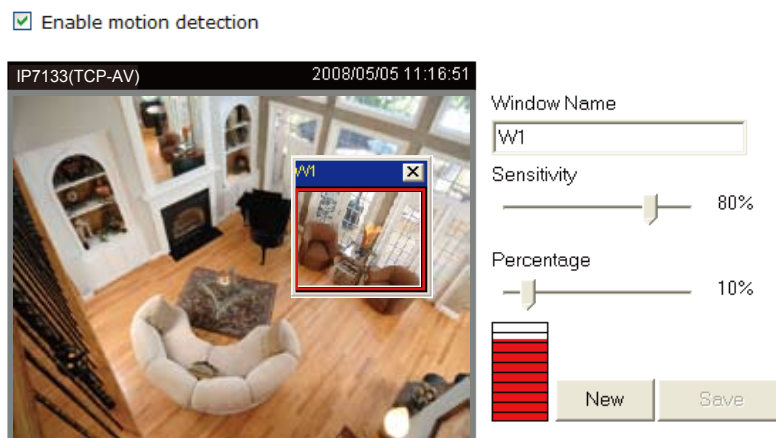 Enable motion detection
IP7133(TCP-AV) 2008/05/05 11:16:51
Window Name
W1
W1
Sensitivity
80%
Percentage
10%
New Save